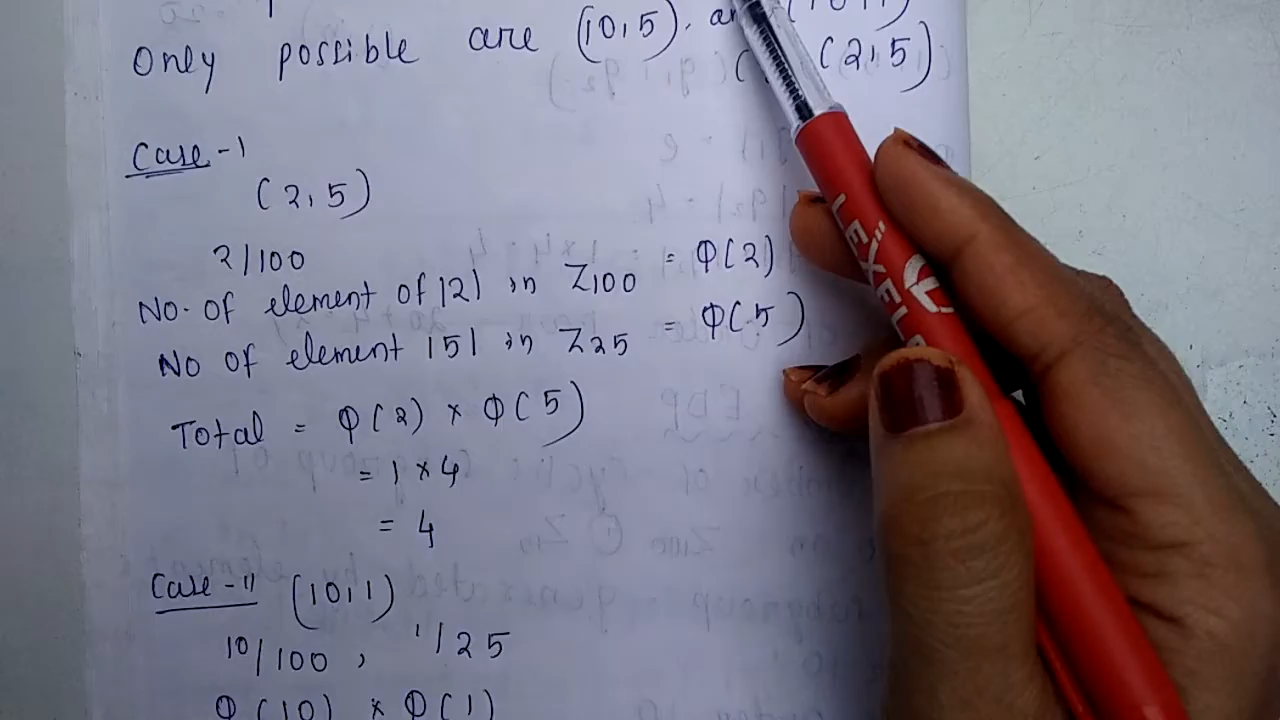 Only possible are (10,5),
(2,5)
Case-1
(2,5)
2/100
No. of element of |2| in Z100 = φ(2)
No of element |5| in Z25 = φ(5)
Total = φ(2) × φ(5)
= 1×4
= 4
Case-II (10,1)
10/100, 1/25
φ(10) × φ(1)
LEXEL